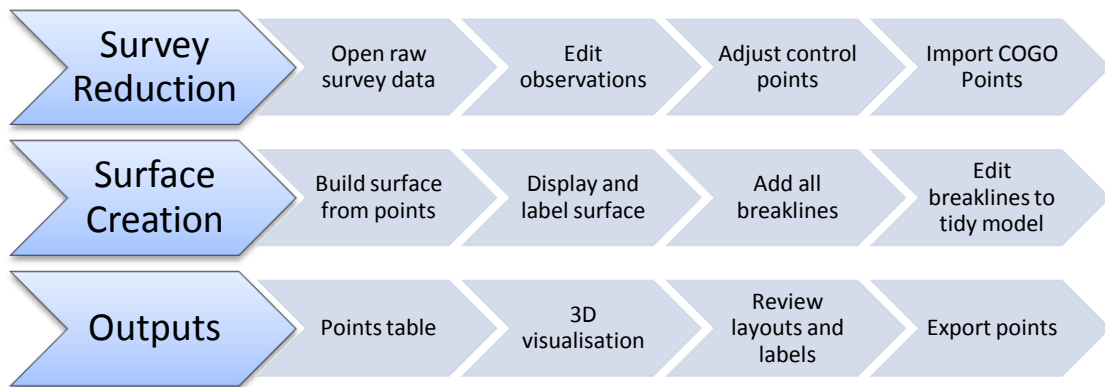 Survey
Reduction
Open raw
survey data
Edit
observations
Adjust control
points
Import COGO
Points
Surface
Creation
Build surface
from points
Display and
label surface
Add all
breaklines
Edit
breaklines to
tidy model
Outputs
Points table
3D
visualisation
Review
layouts and
labels
Export points